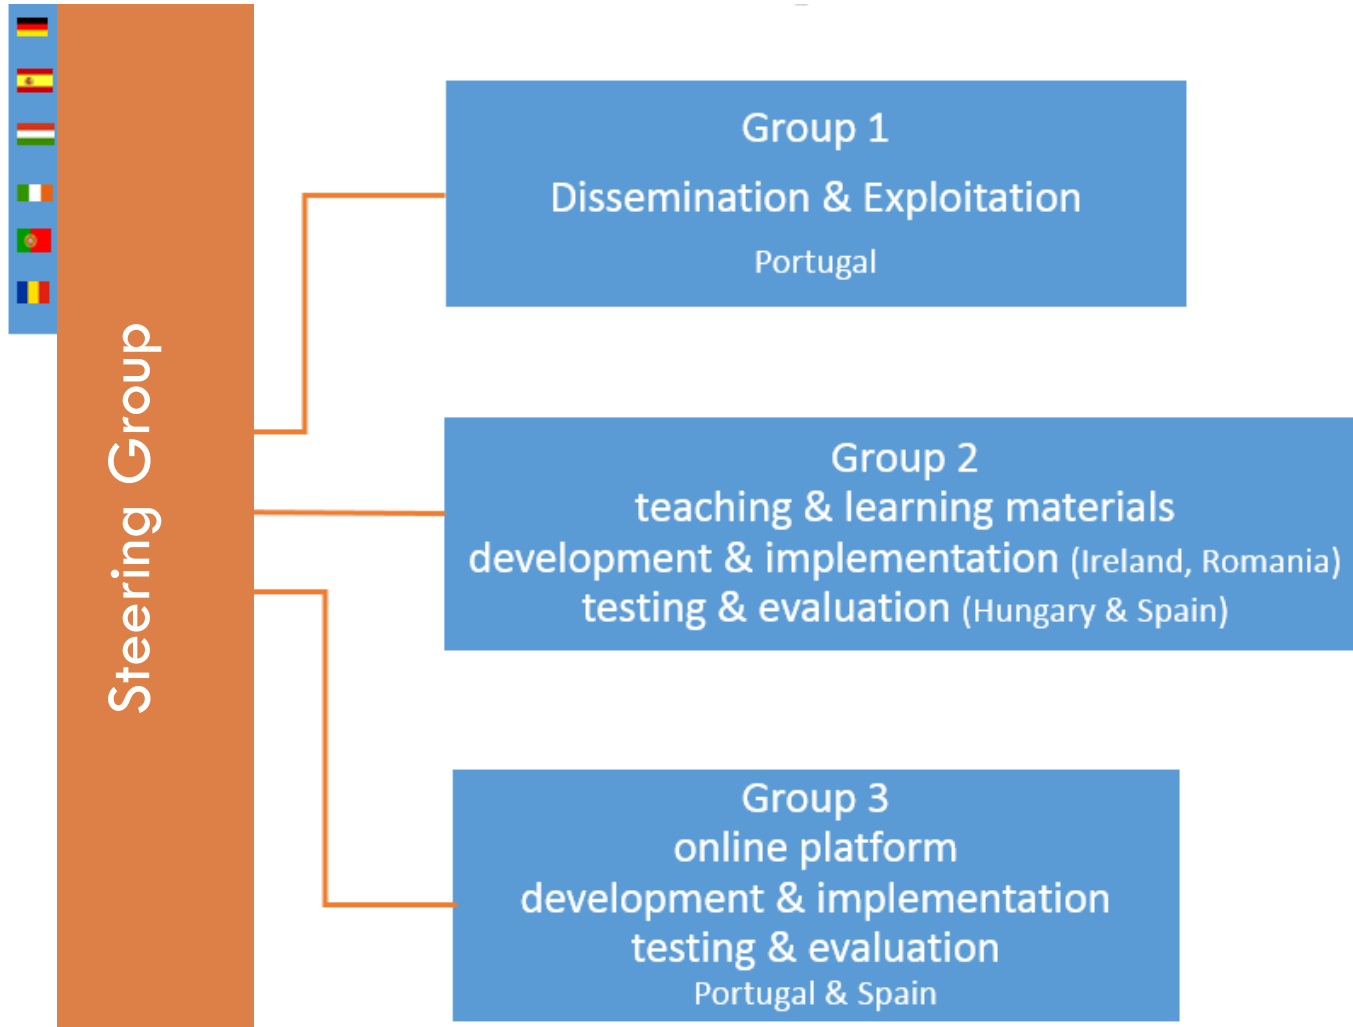 Steering Group
Group 1
Dissemination & Exploitation
Portugal
Group 2
teaching & learning materials
development & implementation (Ireland, Romania)
testing & evaluation (Hungary & Spain)
Group 3
online platform
development & implementation
testing & evaluation
Portugal & Spain